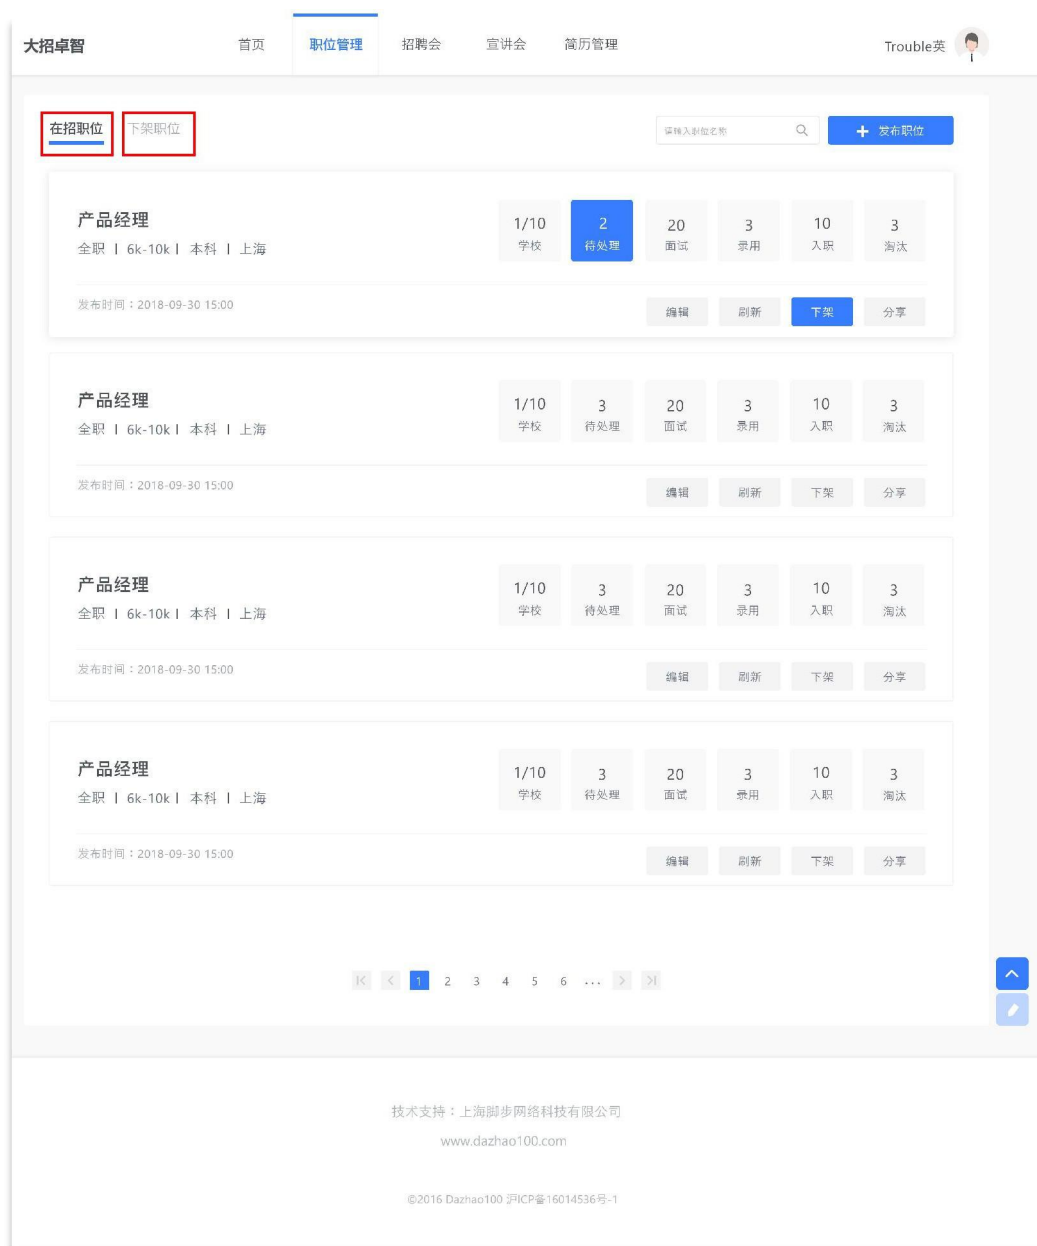 大招卓智 首页 职位管理 招聘会 宣讲会 简历管理 Trouble英
在招职位 下架职位 请输入职位名称 发布职位
产品经理
全职 | 6k-10k | 本科 | 上海
1/10 2 20 3 10 3
学校 待处理 面试 录用 入职 淘汰
发布时间：2018-09-30 15:00
编辑 刷新 下架 分享
产品经理
全职 | 6k-10k | 本科 | 上海
1/10 3 20 3 10 3
学校 待处理 面试 录用 入职 淘汰
发布时间：2018-09-30 15:00
编辑 刷新 下架 分享
产品经理
全职 | 6k-10k | 本科 | 上海
1/10 3 20 3 10 3
学校 待处理 面试 录用 入职 淘汰
发布时间：2018-09-30 15:00
编辑 刷新 下架 分享
产品经理
全职 | 6k-10k | 本科 | 上海
1/10 3 20 3 10 3
学校 待处理 面试 录用 入职 淘汰
发布时间：2018-09-30 15:00
编辑 刷新 下架 分享
1 2 3 4 5 6 ...
技术支持：上海脚步网络科技有限公司
www.dazhao100.com
©2016 Dazhao100 沪ICP备16014536号-1